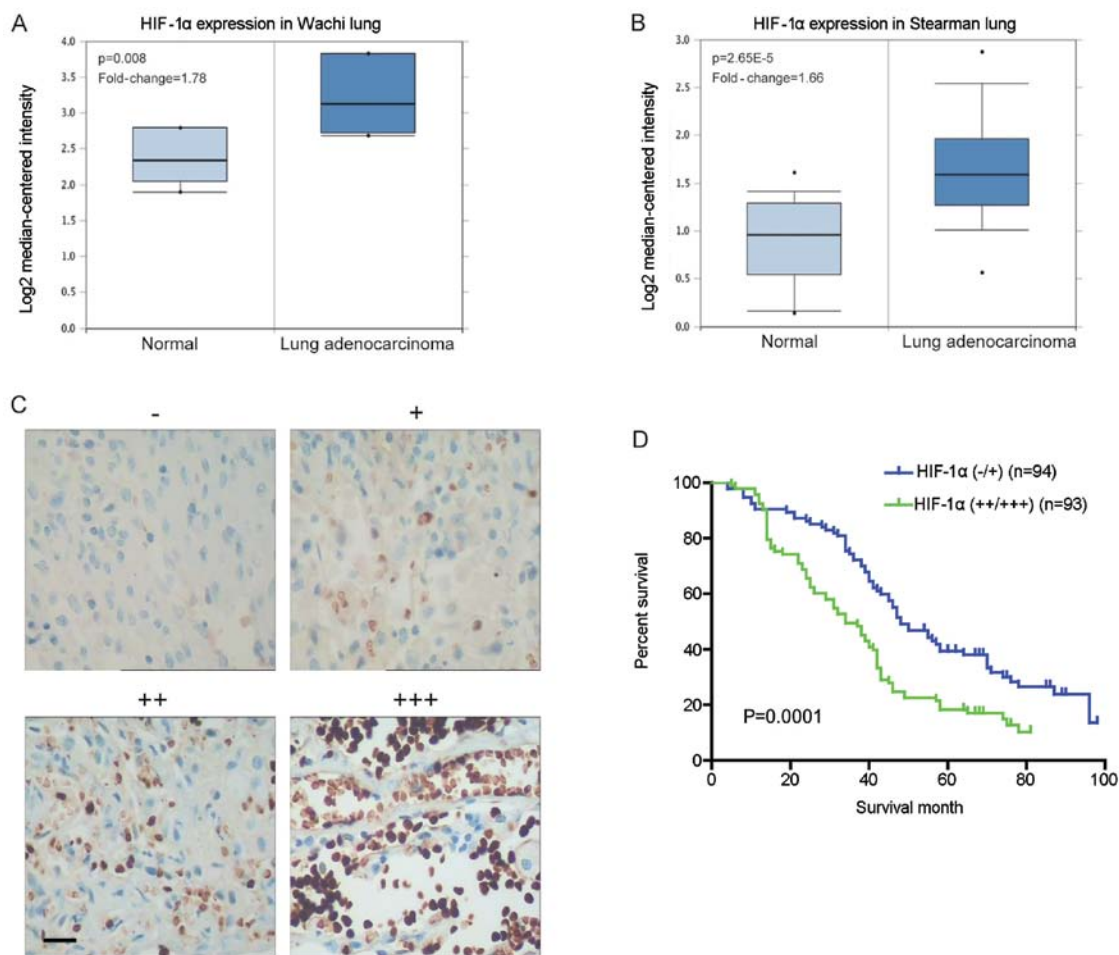 A
HIF-1α expression in Wachi lung
p=0.008
Fold-change=1.78
Log2 median-centered intensity
4.0
3.5
3.0
2.5
2.0
1.5
1.0
0.5
0.0
Normal
Lung adenocarcinoma
B
HIF-1α expression in Stearman lung
p=2.65E-5
Fold-change=1.66
Log2 median-centered intensity
3.0
2.5
2.0
1.5
1.0
0.5
0.0
Normal
Lung adenocarcinoma
C
-
+
++
+++
D
HIF-1α (-/+) (n=94)
HIF-1α (++/+++) (n=93)
Percent survival
100
80
60
40
20
0
P=0.0001
0
20
40
60
80
100
Survival month